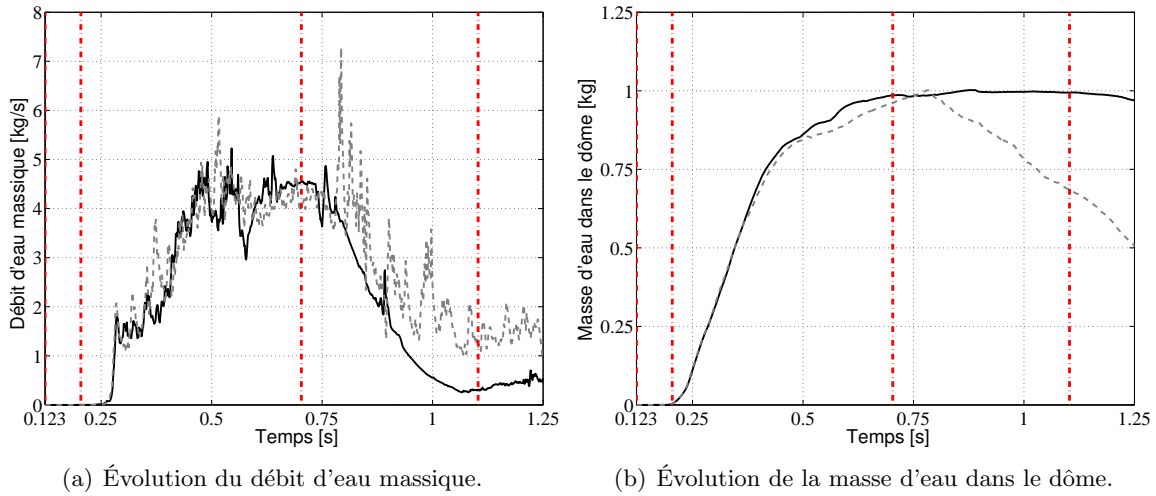 Débit d'eau massique [kg/s]
8
7
6
5
4
3
2
1
0
0.123 0.25 0.5 0.75 1 1.25
Temps [s]
(a) Évolution du débit d'eau massique.
Masse d'eau dans le dôme [kg]
1.25
1
0.75
0.5
0.25
0
0.123 0.25 0.5 0.75 1 1.25
Temps [s]
(b) Évolution de la masse d'eau dans le dôme.